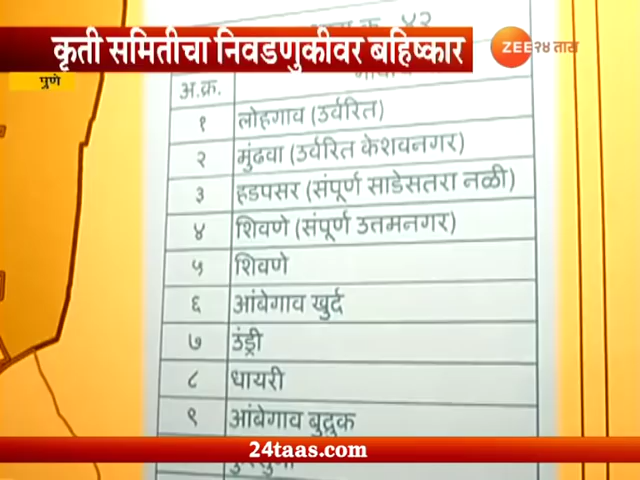 ४२
कृती समितीचा निवडणुकीवर बहिष्कार
ZEE २४ तास
पुणे
अ.क्र.
१ लोहगाव (उर्वरित)
२ मुंढवा (उर्वरित केशवनगर)
३ हडपसर (संपूर्ण साडेसतरा नळी)
४ शिवणे (संपूर्ण उत्तमनगर)
५ शिवणे
६ आंबेगाव खुर्द
७ उंड्री
८ धायरी
९ आंबेगाव बुद्रुक
24taas.com